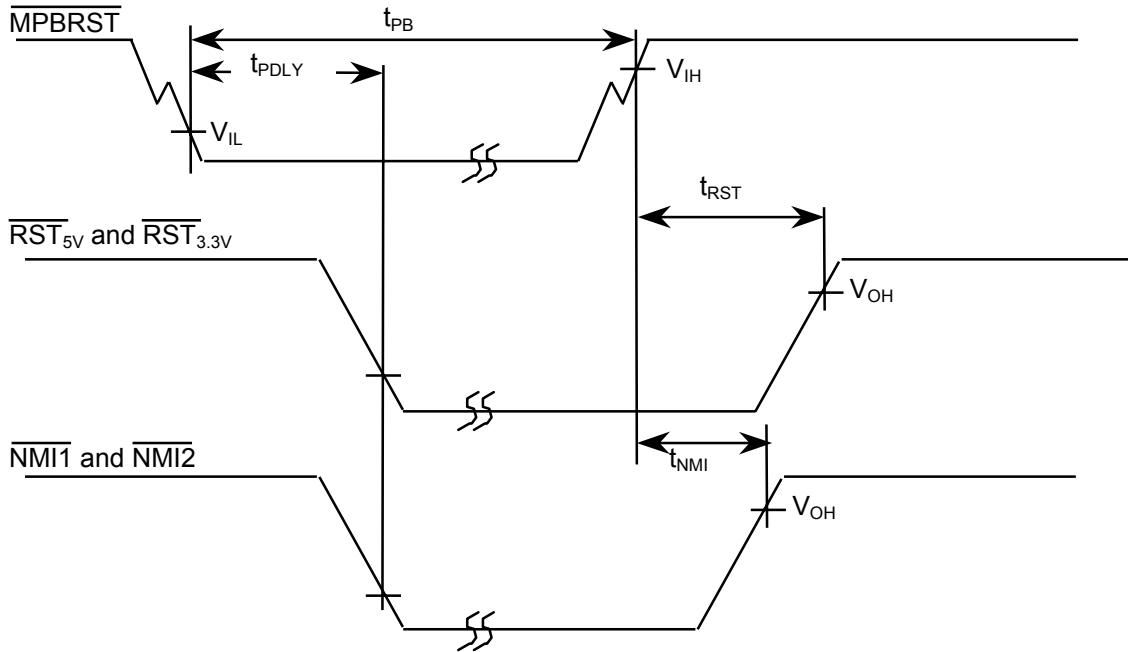 MPBRST
tPB
tPDLY
VIH
VIL
tRST
RST5V and RST3.3V
VOH
tNMI
NMI1 and NMI2
VOH